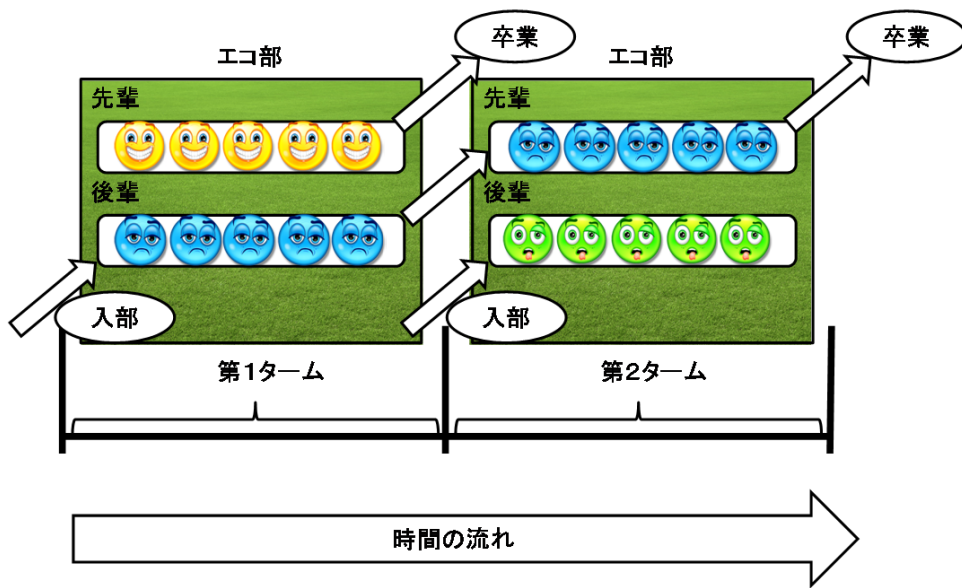 卒業
卒業
エコ部
エコ部
先輩
先輩
後輩
後輩
入部
入部
第1ターム
第2ターム
時間の流れ